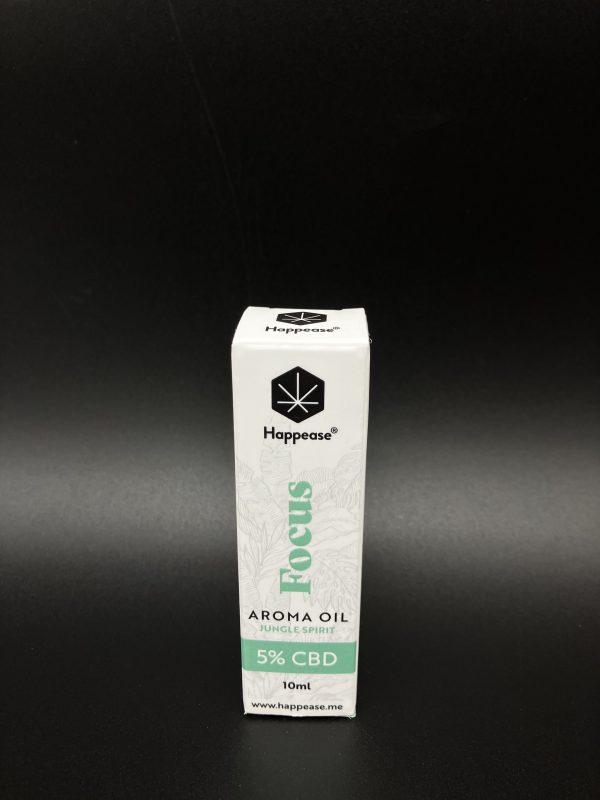 Happease®
Happease®
Focus
AROMA OIL
JUNGLE SPIRIT
5% CBD
10ml
www.happease.me